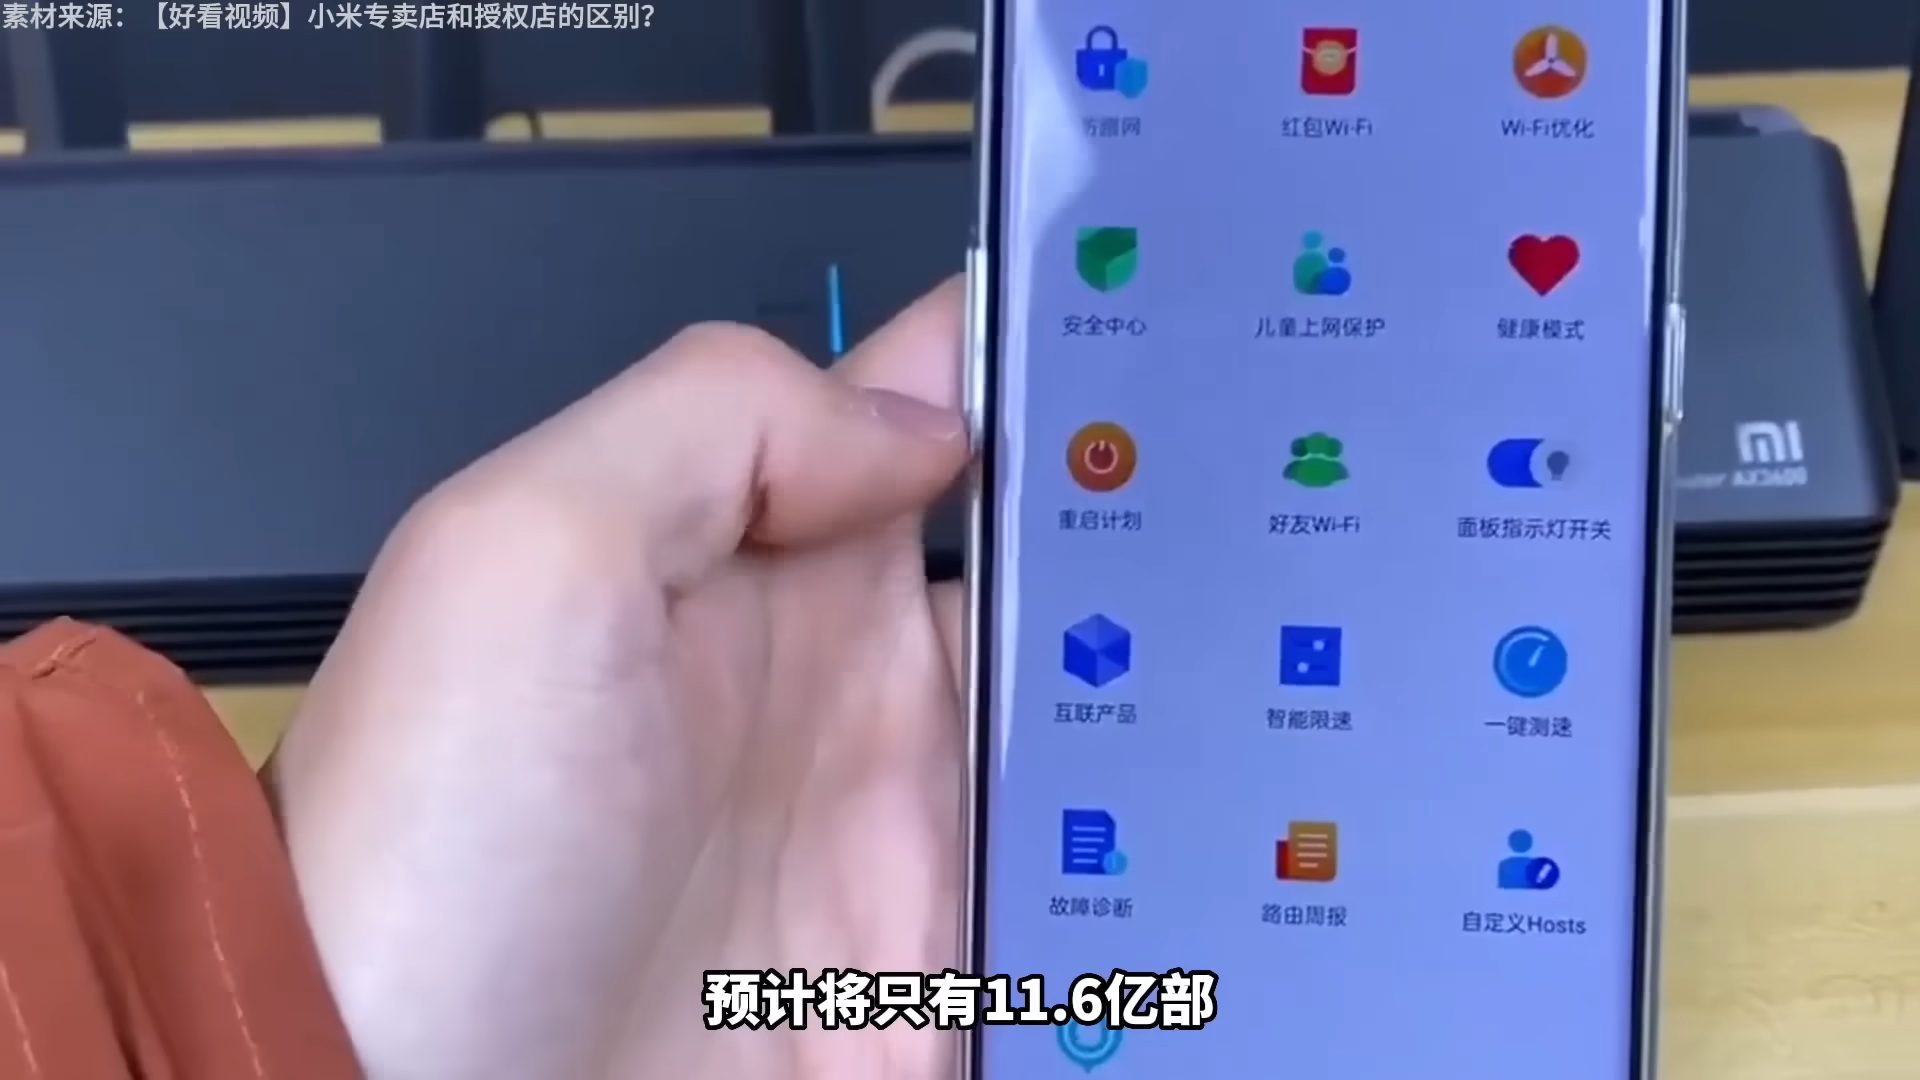 素材来源：【好看视频】小米专卖店和授权店的区别？
防蹭网
红包Wi-Fi
Wi-Fi优化
安全中心
儿童上网保护
健康模式
重启计划
好友Wi-Fi
面板指示灯开关
mi
AX3600
互联产品
智能限速
一键测速
故障诊断
路由周报
自定义Hosts
预计将只有11.6亿部